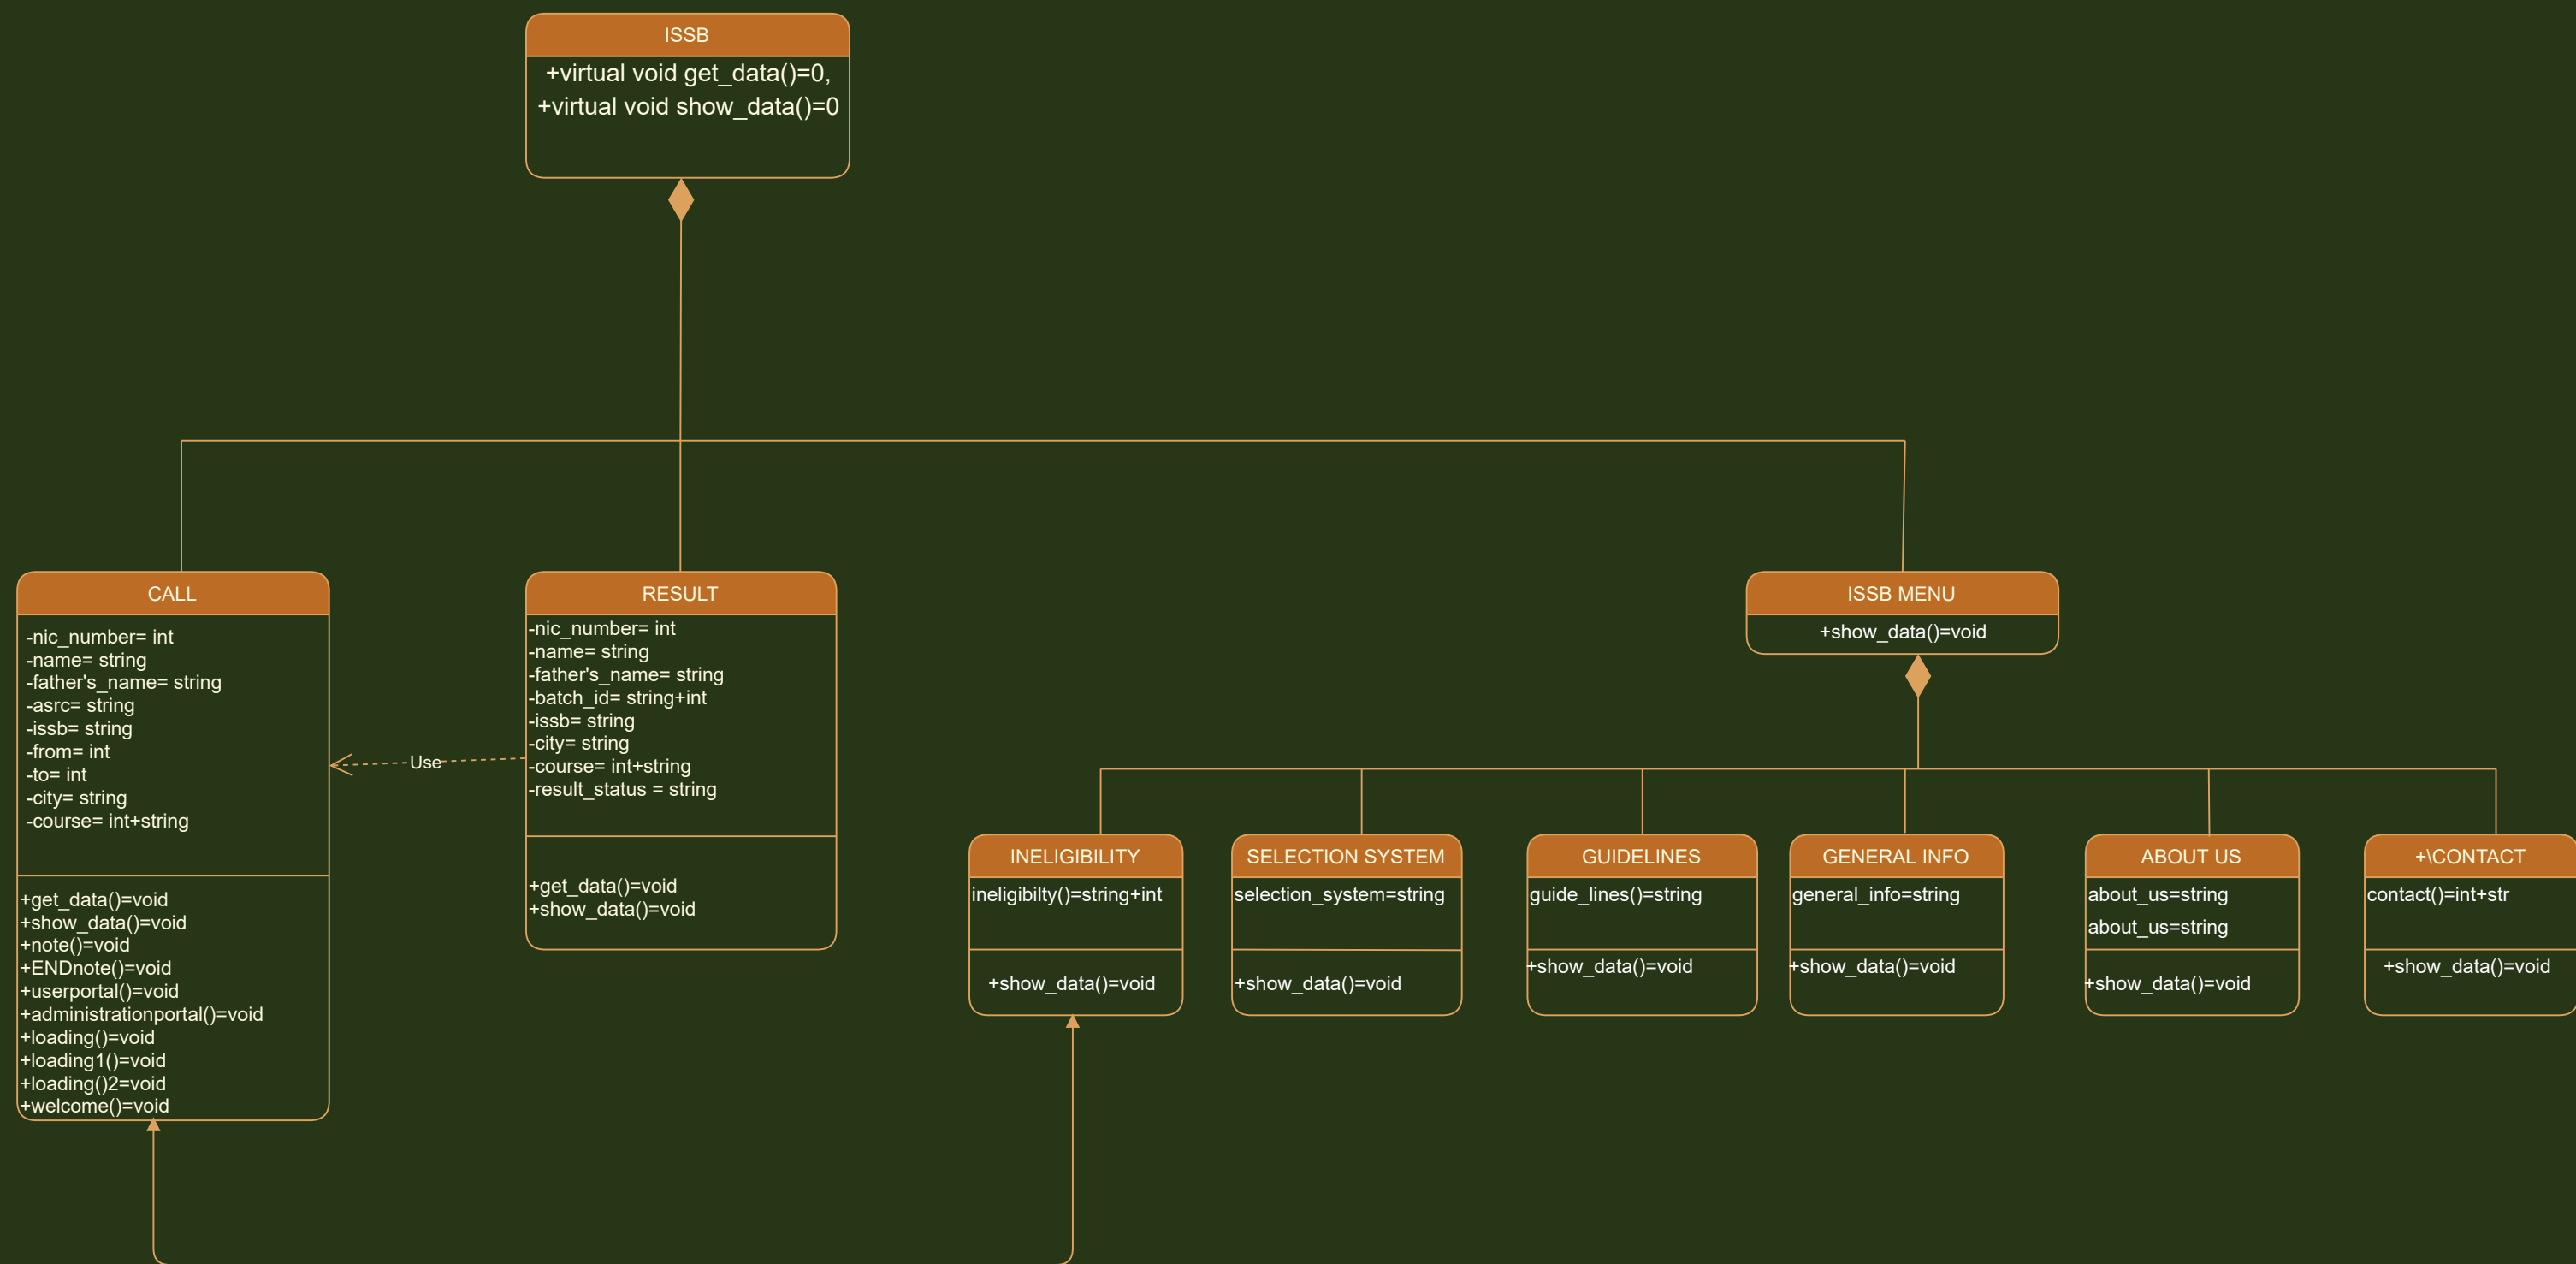 ISSB
+virtual void get_data()=0,
+virtual void show_data()=0
CALL
-nic_number= int
-name= string
-father's_name= string
-asrc= string
-issb= string
-from= int
-to= int
-city= string
-course= int+string
+get_data()=void
+show_data()=void
+note()=void
+ENDnote()=void
+userportal()=void
+administrationportal()=void
+loading()=void
+loading1()=void
+loading()2=void
+welcome()=void
Use
RESULT
-nic_number= int
-name= string
-father's_name= string
-batch_id= string+int
-issb= string
-city= string
-course= int+string
-result_status = string
+get_data()=void
+show_data()=void
ISSB MENU
+show_data()=void
INELIGIBILITY
ineligibilty()=string+int
+show_data()=void
SELECTION SYSTEM
selection_system=string
+show_data()=void
GUIDELINES
guide_lines()=string
+show_data()=void
GENERAL INFO
general_info=string
+show_data()=void
ABOUT US
about_us=string
about_us=string
+show_data()=void
+\CONTACT
contact()=int+str
+show_data()=void